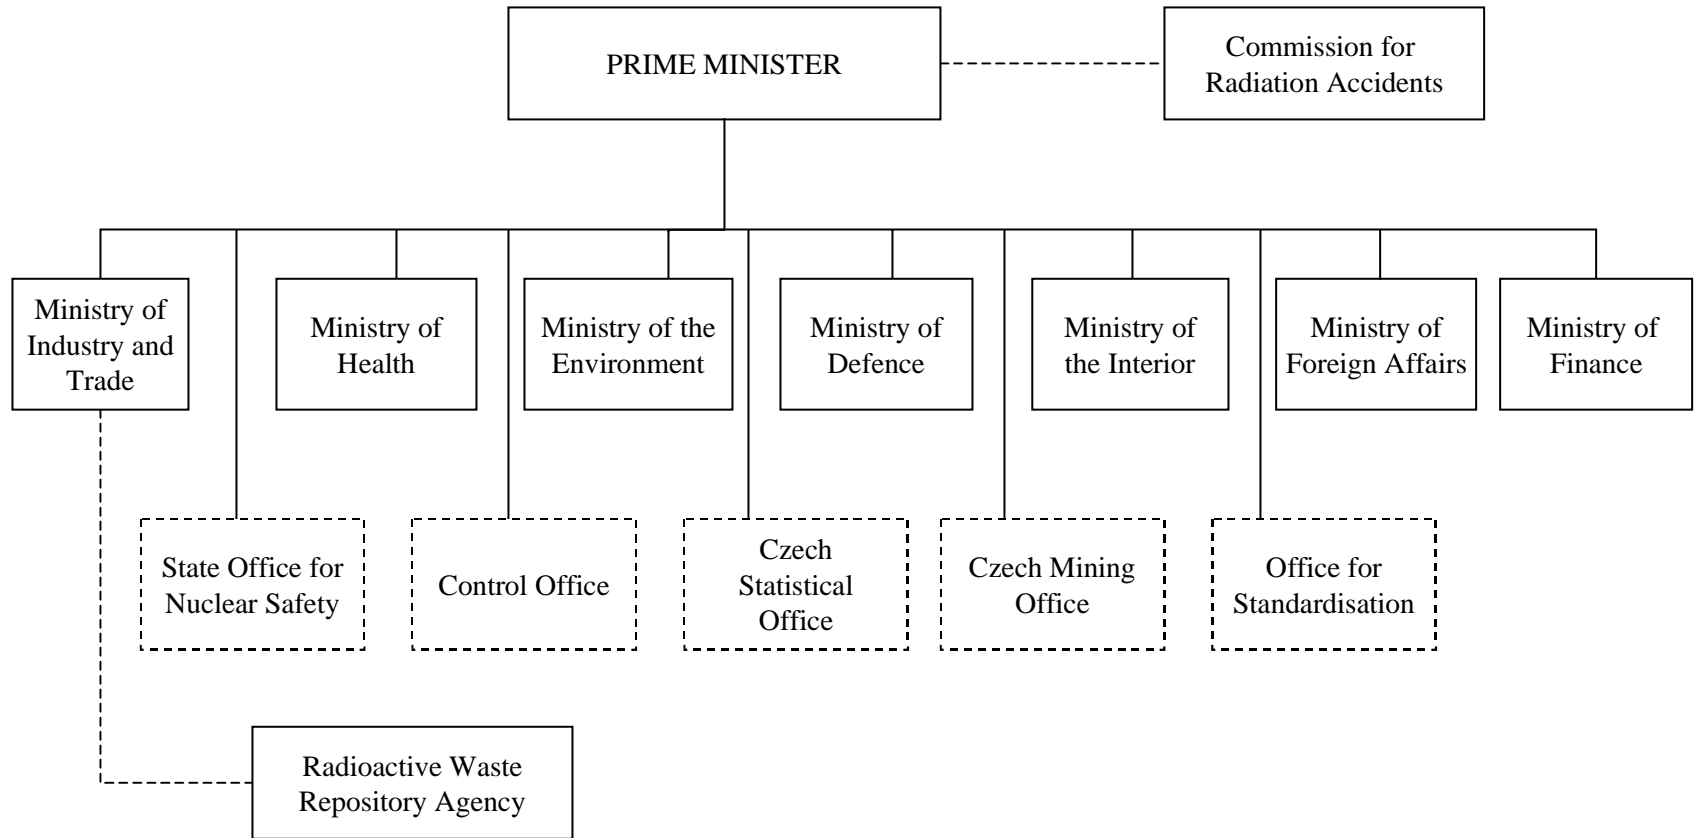 PRIME MINISTER
Commission for
Radiation Accidents
Ministry of
Industry and
Trade
Ministry of
Health
Ministry of the
Environment
Ministry of
Defence
Ministry of
the Interior
Ministry of
Foreign Affairs
Ministry of
Finance
State Office for
Nuclear Safety
Control Office
Czech
Statistical
Office
Czech Mining
Office
Office for
Standardisation
Radioactive Waste
Repository Agency